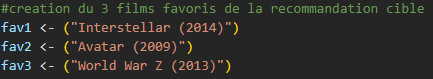 #creation du 3 films favoris de la recommandation cible
fav1 <- ("Interstellar (2014)")
fav2 <- ("Avatar (2009)")
fav3 <- ("World War Z (2013)")